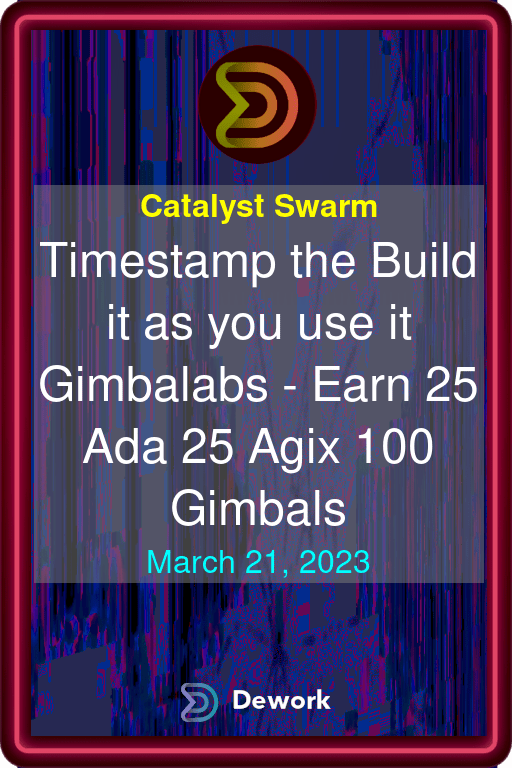 Catalyst Swarm
Timestamp the Build
it as you use it
Gimbalabs - Earn 25
Ada 25 Agix 100
Gimbals
March 21, 2023
Dework